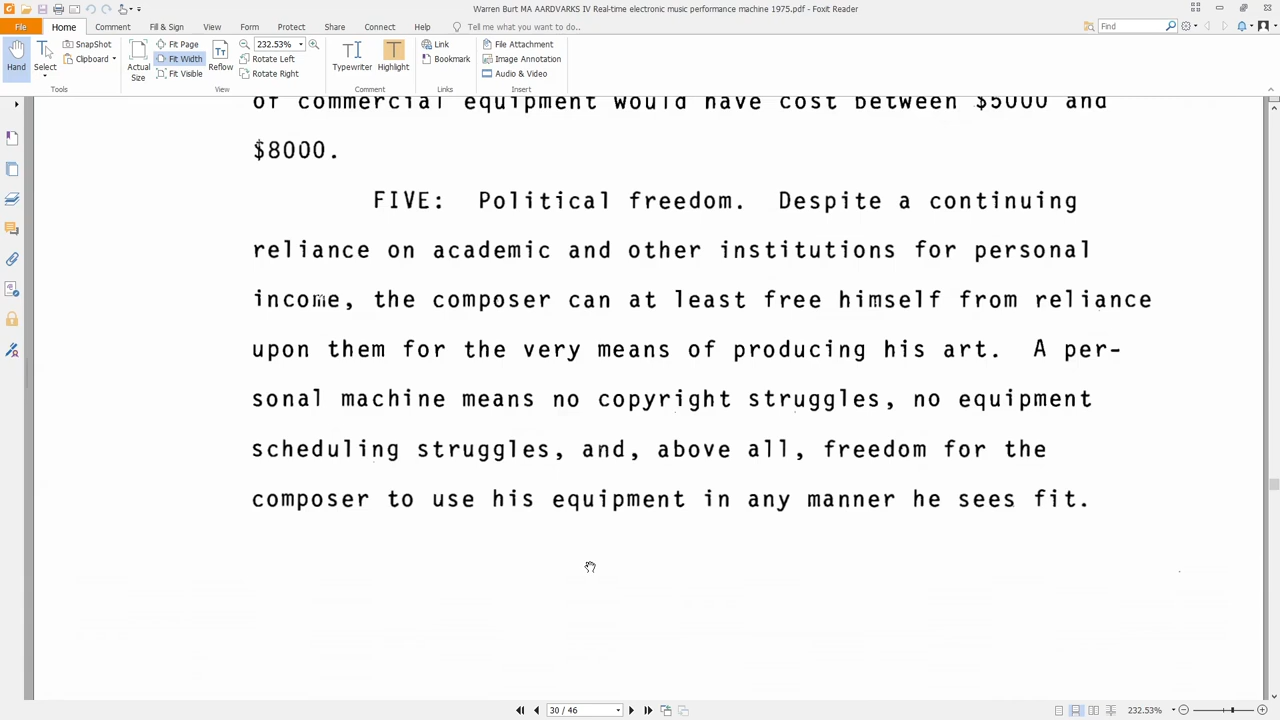 Warren Burt MA AARDVARKS IV Real-time electronic music performance machine 1975.pdf - Foxit Reader
File Home Comment View Form Fill & Sign Protect Share Connect Help Tell me what you want to do..
Find
Hand
Select
SnapShot
Clipboard
Tools
Actual Size
Fit Page
Fit Width
Fit Visible
Reflow
232.53%
Rotate Left
Rotate Right
View
Typewriter
Highlight
Comment
Link
Bookmark
Links
File Attachment
Image Annotation
Audio & Video
Insert
of commercial equipment would have cost between $5000 and
$8000.
FIVE: Political freedom. Despite a continuing
reliance on academic and other institutions for personal
income, the composer can at least free himself from reliance
upon them for the very means of producing his art. A per-
sonal machine means no copyright struggles, no equipment
scheduling struggles, and, above all, freedom for the
composer to use his equipment in any manner he sees fit.
30 / 46
232.53%